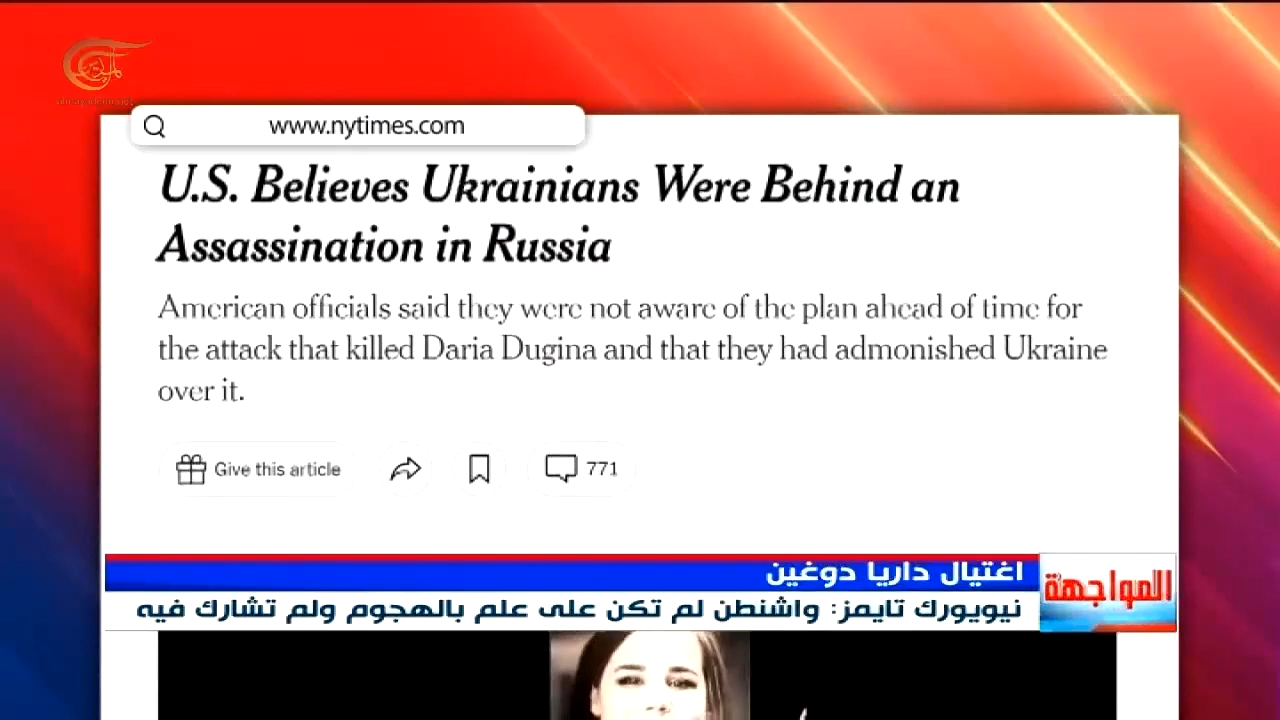 الميادين
almayadeen.net
www.nytimes.com
U.S. Believes Ukrainians Were Behind an
Assassination in Russia
American officials said they were not aware of the plan ahead of time for
the attack that killed Daria Dugina and that they had admonished Ukraine
over it.
Give this article
771
اغتيال داريا دوغين
المواجهة
نيويورك تايمز: واشنطن لم تكن على علم بالهجوم ولم تشارك فيه